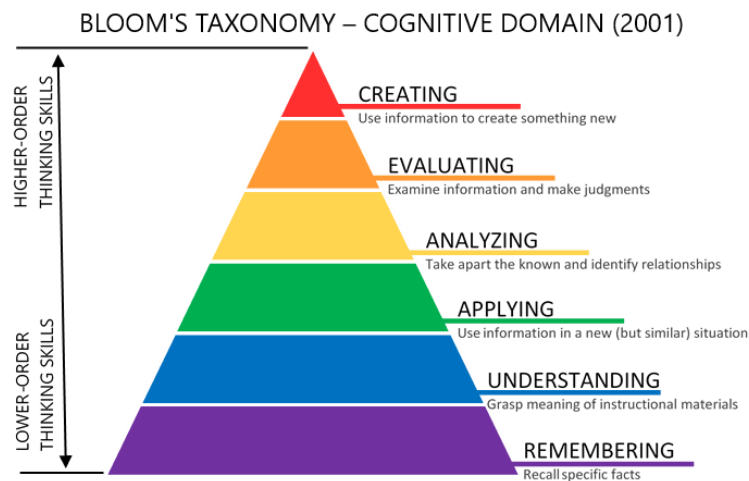 BLOOM'S TAXONOMY – COGNITIVE DOMAIN (2001)
HIGHER-ORDER
THINKING SKILLS
LOWER-ORDER
THINKING SKILLS
CREATING
Use information to create something new
EVALUATING
Examine information and make judgments
ANALYZING
Take apart the known and identify relationships
APPLYING
Use information in a new (but similar) situation
UNDERSTANDING
Grasp meaning of instructional materials
REMEMBERING
Recall specific facts